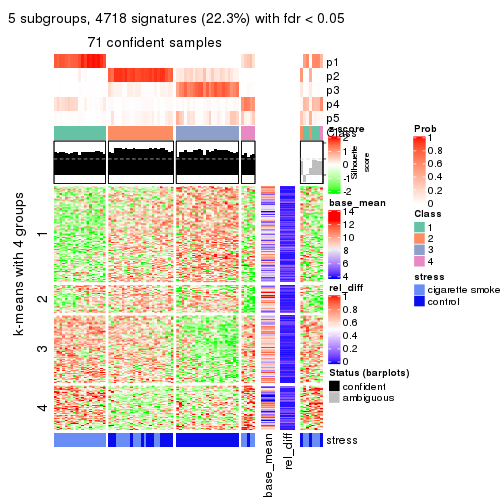 5 subgroups, 4718 signatures (22.3%) with fdr < 0.05
71 confident samples
p1
p2
p3
p4
p5
Class
Silhouette
score
k-means with 4 groups
1
2
3
4
stress
base_mean
rel_diff
z-score
2
1
0
-1
-2
base_mean
14
12
10
8
6
4
rel_diff
1
0.8
0.6
0.4
0.2
0
Status (barplots)
confident
ambiguous
Prob
1
0.8
0.6
0.4
0.2
0
Class
1
2
3
4
stress
cigarette smoke
control